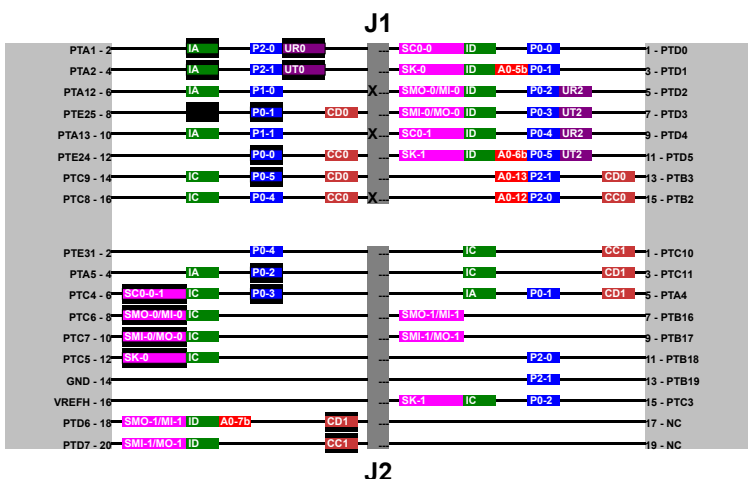 J1
PTA1 - 2 IA P2-0 UR0 --- SC0-0 ID P0-0 1 - PTD0
PTA2 - 4 IA P2-1 UT0 --- SK-0 ID A0-5b P0-1 3 - PTD1
PTA12 - 6 IA P1-0 X --- SMO-0/MI-0 ID P0-2 UR2 5 - PTD2
PTE25 - 8 P0-1 CD0 --- SMI-0/MO-0 ID P0-3 UT2 7 - PTD3
PTA13 - 10 IA P1-1 X --- SC0-1 ID P0-4 UR2 9 - PTD4
PTE24 - 12 P0-0 CC0 --- SK-1 ID A0-6b P0-5 UT2 11 - PTD5
PTC9 - 14 IC P0-5 CD0 --- A0-13 P2-1 CD0 13 - PTB3
PTC8 - 16 IC P0-4 CC0 X --- A0-12 P2-0 CC0 15 - PTB2
PTE31 - 2 P0-4 --- IC CC1 1 - PTC10
PTA5 - 4 IA P0-2 --- IC CD1 3 - PTC11
PTC4 - 6 SC0-0-1 IC P0-3 --- IA P0-1 CD1 5 - PTA4
PTC6 - 8 SMO-0/MI-0 IC --- SMO-1/MI-1 7 - PTB16
PTC7 - 10 SMI-0/MO-0 IC --- SMI-1/MO-1 9 - PTB17
PTC5 - 12 SK-0 IC --- P2-0 11 - PTB18
GND - 14 --- P2-1 13 - PTB19
VREFH - 16 --- SK-1 IC P0-2 15 - PTC3
PTD6 - 18 SMO-1/MI-1 ID A0-7b CD1 --- 17 - NC
PTD7 - 20 SMI-1/MO-1 ID CC1 --- 19 - NC
J2